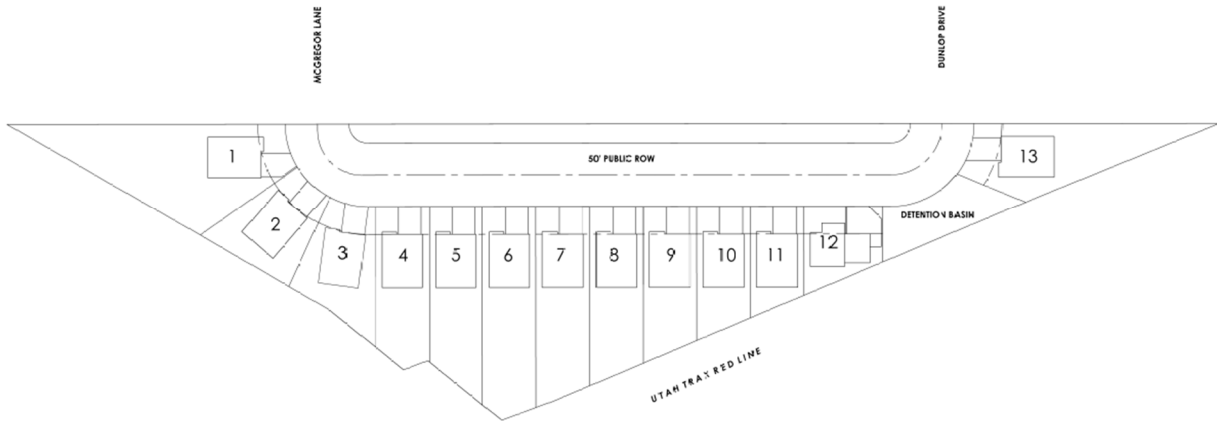 MCGREGOR LANE
DUNLOP DRIVE
1
50' PUBLIC ROW
13
2
3
4
5
6
7
8
9
10
11
12
DETENTION BASIN
UTAH TRAX RED LINE